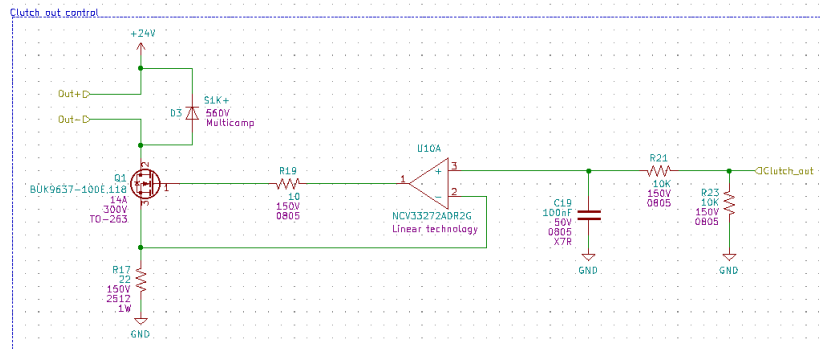 Clutch out control
+24V
Out+
Out-
D3
S1K+
560V
Multicomp
Q1
BUK9637-100E,118
14A
300V
TO-263
2
1
3
R19
10
150V
0805
U10A
1
+
3
-
2
NCV33272ADR2G
Linear technology
R21
10K
150V
0805
Clutch_out
C19
100nF
50V
0805
X7R
GND
R23
10K
150V
0805
GND
R17
22
150V
2512
1W
GND